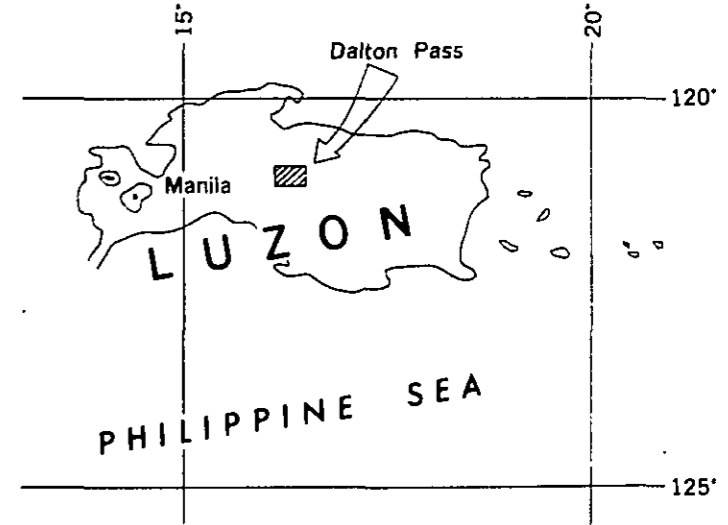 15°
20°
Dalton Pass
120°
Manila
LUZON
PHILIPPINE SEA
125°